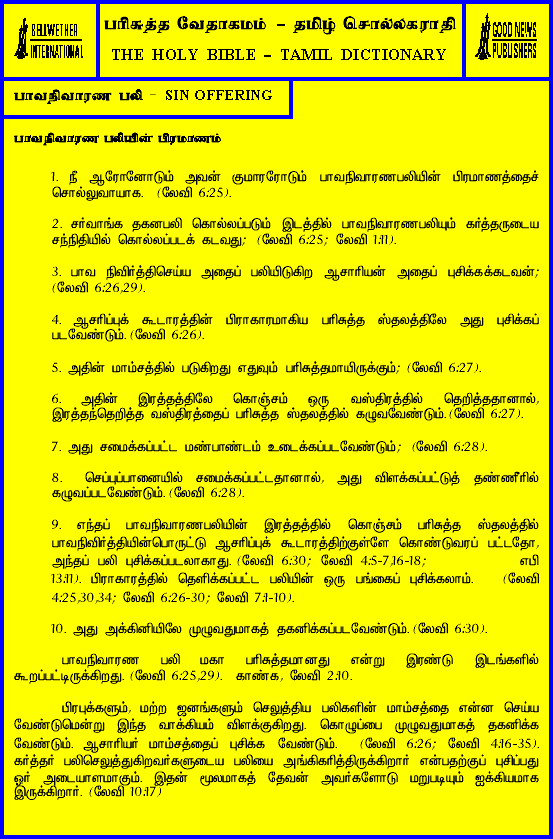 BELLWETHER
INTERNATIONAL
பரிசுத்த வேதாகமம் – தமிழ் சொல்லகராதி
THE HOLY BIBLE – TAMIL DICTIONARY
GOOD NEWS
PUBLISHERS
பாவநிவாரண பலி – SIN OFFERING
பாவநிவாரண பலியின் பிரமாணம்
1. நீ ஆரோனோடும் அவன் குமாரரோடும் பாவநிவாரணபலியின் பிரமாணத்தைச்
சொல்லுவாயாக. (லேவி 6:25).
2. சர்வாங்க தகனபலி கொல்லப்படும் இடத்தில் பாவநிவாரணபலியும் கர்த்தருடைய
சந்நிதியில் கொல்லப்படக் கடவது; (லேவி 6:25; லேவி 1:11).
3. பாவ நிவிர்த்திசெய்ய அதைப் பலியிடுகிற ஆசாரியன் அதைப் புசிக்கக்கடவன்;
(லேவி 6:26,29).
4. ஆசரிப்புக் கூடாரத்தின் பிராகாரமாகிய பரிசுத்த ஸ்தலத்திலே அது புசிக்கப்
படவேண்டும். (லேவி 6:26).
5. அதின் மாம்சத்தில் படுகிறது எதுவும் பரிசுத்தமாயிருக்கும்; (லேவி 6:27).
6. அதின் இரத்தத்திலே கொஞ்சம் ஒரு வஸ்திரத்தில் தெறித்ததானால்,
இரத்தந்தெறித்த வஸ்திரத்தைப் பரிசுத்த ஸ்தலத்தில் கழுவவேண்டும். (லேவி 6:27).
7. அது சமைக்கப்பட்ட மண்பாண்டம் உடைக்கப்படவேண்டும்; (லேவி 6:28).
8. செப்புப்பானையில் சமைக்கப்பட்டதானால், அது விளக்கப்பட்டுத் தண்ணீரில்
கழுவப்படவேண்டும். (லேவி 6:28).
9. எந்தப் பாவநிவாரணபலியின் இரத்தத்தில் கொஞ்சம் பரிசுத்த ஸ்தலத்தில்
பாவநிவிர்த்தியின்பொருட்டு ஆசரிப்புக் கூடாரத்திற்குள்ளே கொண்டுவரப் பட்டதோ,
அந்தப் பலி புசிக்கப்படலாகாது. (லேவி 6:30; லேவி 4:5-7,16-18; எபி
13:11). பிராகாரத்தில் தெளிக்கப்பட்ட பலியின் ஒரு பங்கைப் புசிக்கலாம். (லேவி
4:25,30,34; லேவி 6:26-30; லேவி 7:1-10).
10. அது அக்கினியிலே முழுவதுமாகத் தகனிக்கப்படவேண்டும். (லேவி 6:30).
பாவநிவாரண பலி மகா பரிசுத்தமானது என்று இரண்டு இடங்களில்
கூறப்பட்டிருக்கிறது. (லேவி 6:25,29). காண்க, லேவி 2:10.
பிரபுக்களும், மற்ற ஜனங்களும் செலுத்திய பலிகளின் மாம்சத்தை என்ன செய்ய
வேண்டுமென்று இந்த வாக்கியம் விளக்குகிறது. கொழுப்பை முழுவதுமாகத் தகனிக்க
வேண்டும். ஆசாரியர் மாம்சத்தைப் புசிக்க வேண்டும். (லேவி 6:26; லேவி 4:16-35).
கர்த்தர் பலிசெலுத்துகிறவர்களுடைய பலியை அங்கிகரித்திருக்கிறார் என்பதற்குப் புசிப்பது
ஓர் அடையாளமாகும். இதன் மூலமாகத் தேவன் அவர்களோடு மறுபடியும் ஐக்கியமாக
இருக்கிறார். (லேவி 10:17)